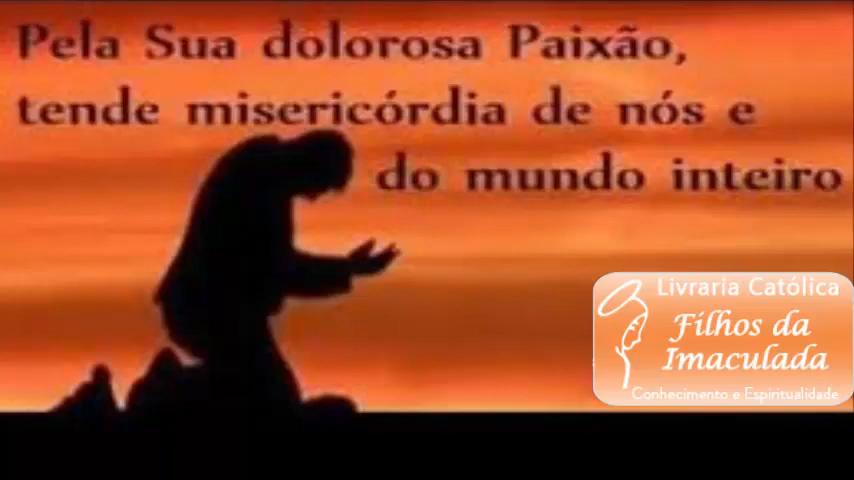 Pela Sua dolorosa Paixão,
tende misericórdia de nós e
do mundo inteiro
Livraria Católica
Filhos da
Imaculada
Conhecimento e Espiritualidade